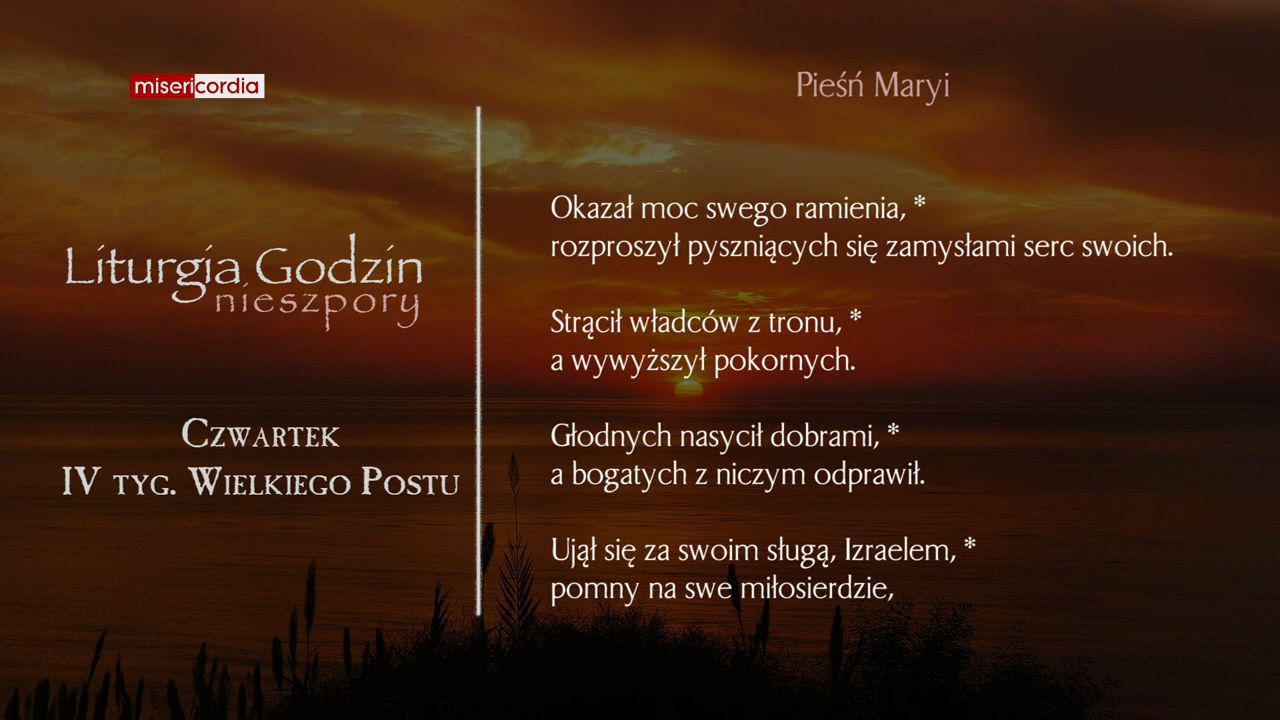 misericordia
Liturgia Godzin
nieszpory
Czwartek
IV tyg. Wielkiego Postu
Pieśń Maryi
Okazał moc swego ramienia, *
rozproszył pyszniących się zamysłami serc swoich.
Strącił władców z tronu, *
a wywyższył pokornych.
Głodnych nasycił dobrami, *
a bogatych z niczym odprawił.
Ujął się za swoim sługą, Izraelem, *
pomny na swe miłosierdzie,